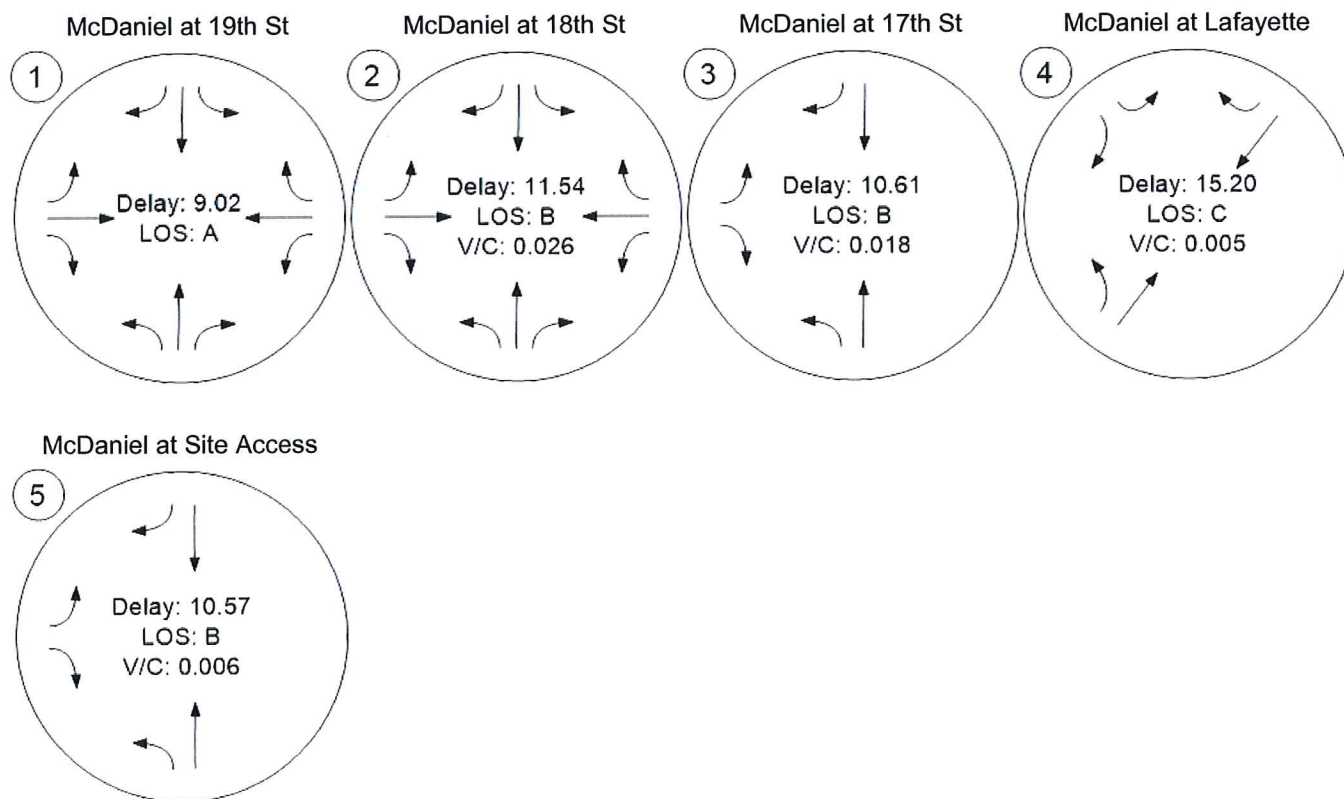 McDaniel at 19th St
1
Delay: 9.02
LOS: A
McDaniel at 18th St
2
Delay: 11.54
LOS: B
V/C: 0.026
McDaniel at 17th St
3
Delay: 10.61
LOS: B
V/C: 0.018
McDaniel at Lafayette
4
Delay: 15.20
LOS: C
V/C: 0.005
McDaniel at Site Access
5
Delay: 10.57
LOS: B
V/C: 0.006